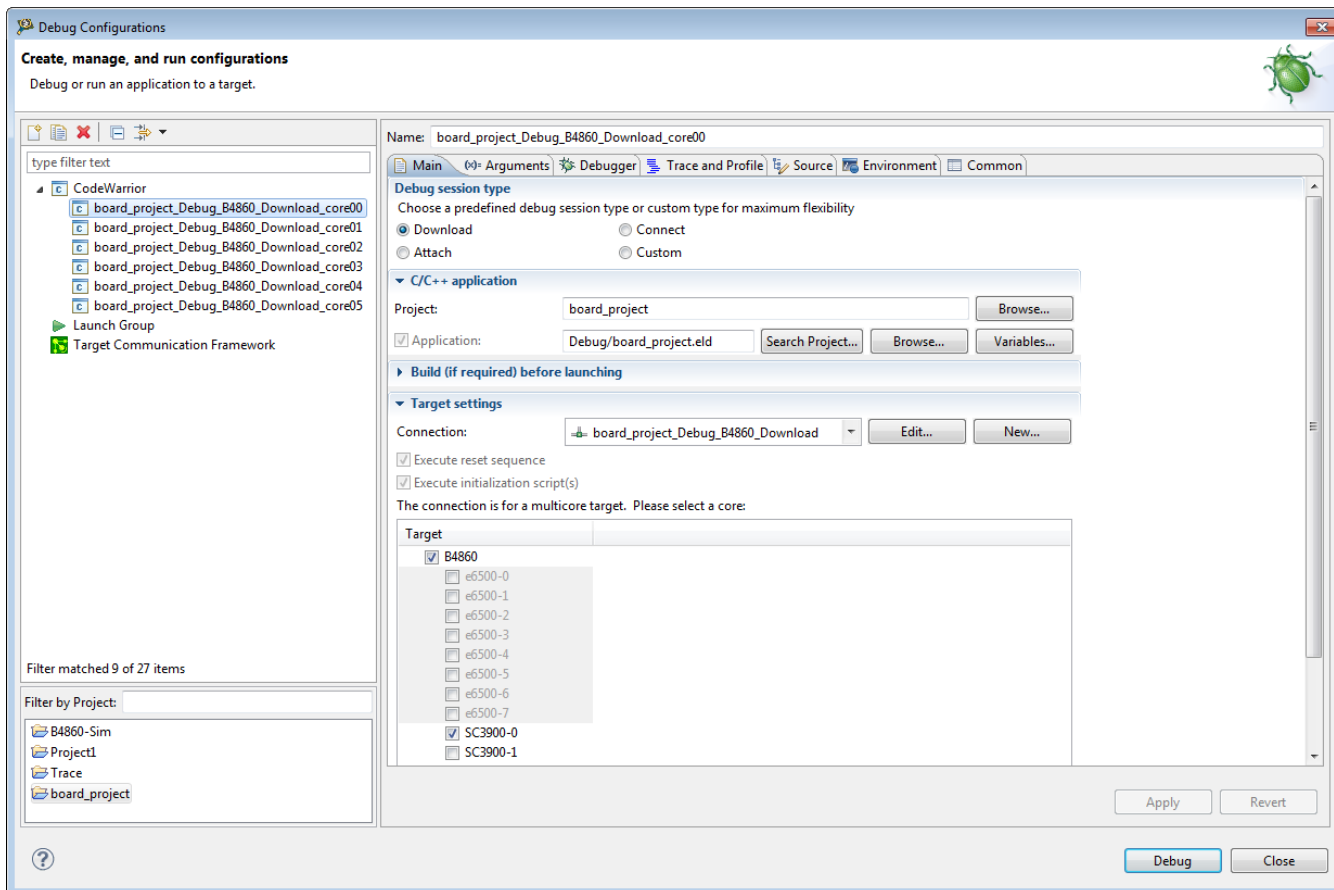 Debug Configurations
Create, manage, and run configurations
Debug or run an application to a target.
type filter text
CodeWarrior
board_project_Debug_B4860_Download_core00
board_project_Debug_B4860_Download_core01
board_project_Debug_B4860_Download_core02
board_project_Debug_B4860_Download_core03
board_project_Debug_B4860_Download_core04
board_project_Debug_B4860_Download_core05
Launch Group
Target Communication Framework
Filter matched 9 of 27 items
Filter by Project:
B4860-Sim
Project1
Trace
board_project
Name: board_project_Debug_B4860_Download_core00
Main (x)= Arguments Debugger Trace and Profile Source Environment Common
Debug session type
Choose a predefined debug session type or custom type for maximum flexibility
Download Connect
Attach Custom
C/C++ application
Project: board_project Browse...
Application: Debug/board_project.eld Search Project... Browse... Variables...
Build (if required) before launching
Target settings
Connection: board_project_Debug_B4860_Download Edit... New...
Execute reset sequence
Execute initialization script(s)
The connection is for a multicore target. Please select a core:
Target
B4860
e6500-0
e6500-1
e6500-2
e6500-3
e6500-4
e6500-5
e6500-6
e6500-7
SC3900-0
SC3900-1
Apply Revert
? Debug Close